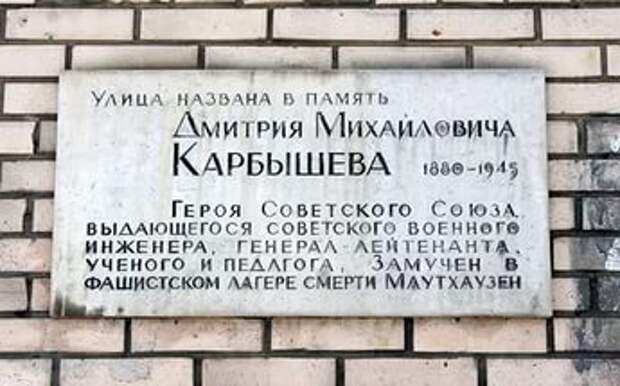 Улица названа в память
Дмитрия Михайловича
Карбышева 1880-1945
Героя Советского Союза,
выдающегося советского военного
инженера, генерал-лейтенанта,
ученого и педагога, Замучен в
фашистском лагере смерти Маутхаузен